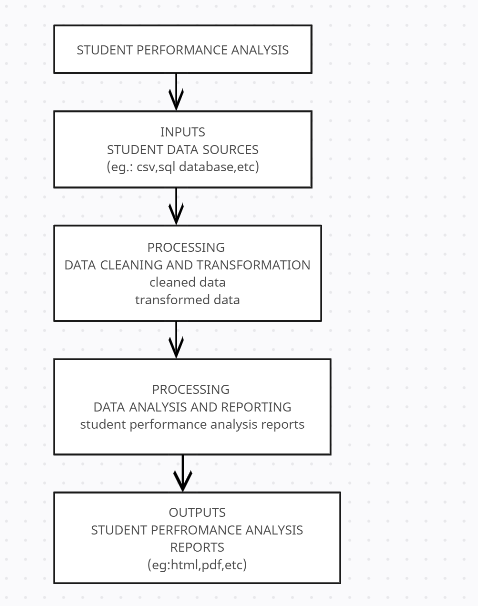 STUDENT PERFORMANCE ANALYSIS
INPUTS
STUDENT DATA SOURCES
(eg.: csv,sql database,etc)
PROCESSING
DATA CLEANING AND TRANSFORMATION
cleaned data
transformed data
PROCESSING
DATA ANALYSIS AND REPORTING
student performance analysis reports
OUTPUTS
STUDENT PERFROMANCE ANALYSIS
REPORTS
(eg:html,pdf,etc)